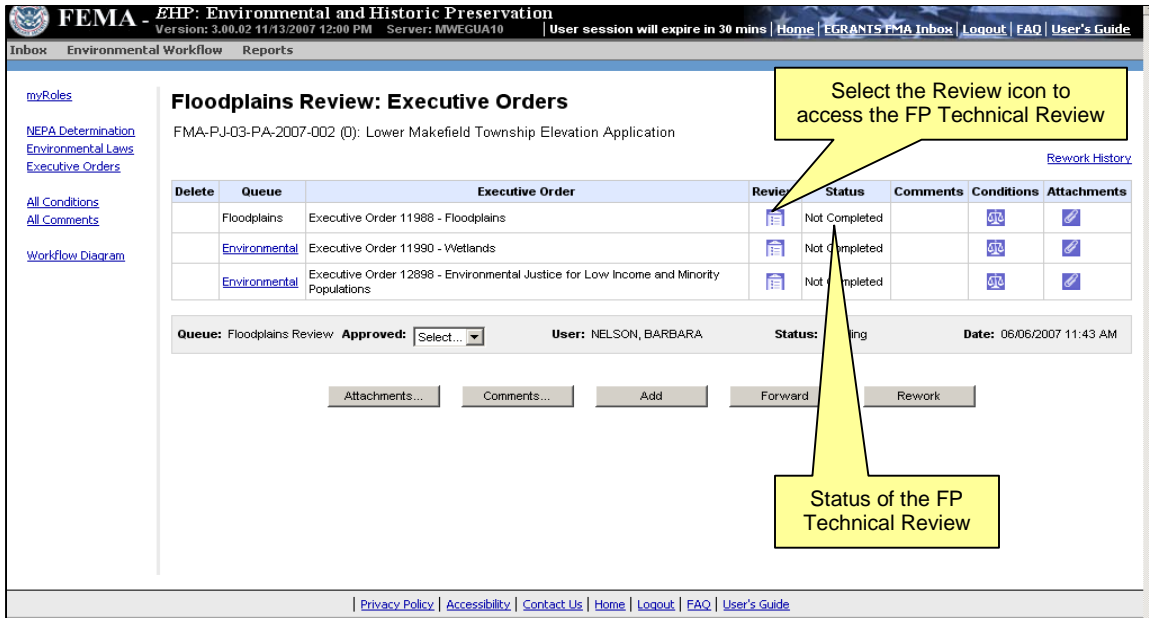 FEMA - EHP: Environmental and Historic Preservation
Version: 3.00.02 11/13/2007 12:00 PM Server: MWEGUA10 | User session will expire in 30 mins | Home | EGRANTS FMA Inbox | Logout | FAQ | User's Guide
Inbox Environmental Workflow Reports
myRoles
NEPA Determination
Environmental Laws
Executive Orders
All Conditions
All Comments
Workflow Diagram
Select the Review icon to
access the FP Technical Review
Floodplains Review: Executive Orders
FMA-PJ-03-PA-2007-002 (0): Lower Makefield Township Elevation Application
Rework History
Delete Queue Executive Order Review Status Comments Conditions Attachments
Floodplains Executive Order 11988 - Floodplains Not Completed
Environmental Executive Order 11990 - Wetlands Not Completed
Environmental Executive Order 12898 - Environmental Justice for Low Income and Minority
Populations Not Completed
Queue: Floodplains Review Approved: Select... User: NELSON, BARBARA Status: Date: 06/06/2007 11:43 AM
Attachments... Comments... Add Forward Rework
Status of the FP
Technical Review
| Privacy Policy | Accessibility | Contact Us | Home | Logout | FAQ | User's Guide